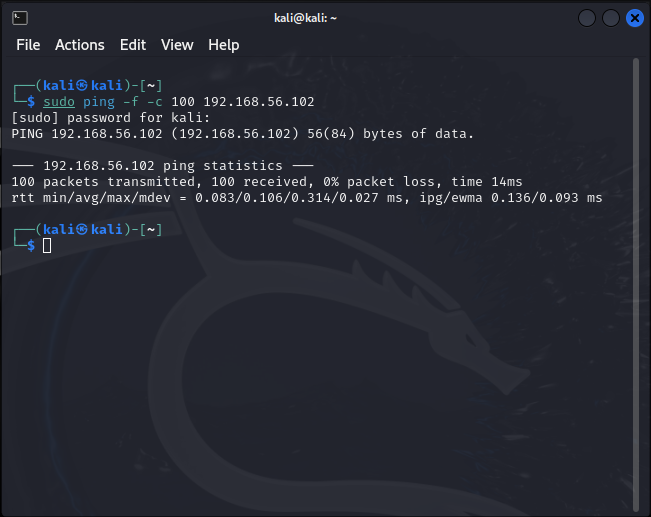 kali@kali: ~
File Actions Edit View Help
┌──(kali㉿kali)-[~]
└─$ sudo ping -f -c 100 192.168.56.102
[sudo] password for kali:
PING 192.168.56.102 (192.168.56.102) 56(84) bytes of data.
--- 192.168.56.102 ping statistics ---
100 packets transmitted, 100 received, 0% packet loss, time 14ms
rtt min/avg/max/mdev = 0.083/0.106/0.314/0.027 ms, ipg/ewma 0.136/0.093 ms
┌──(kali㉿kali)-[~]
└─$